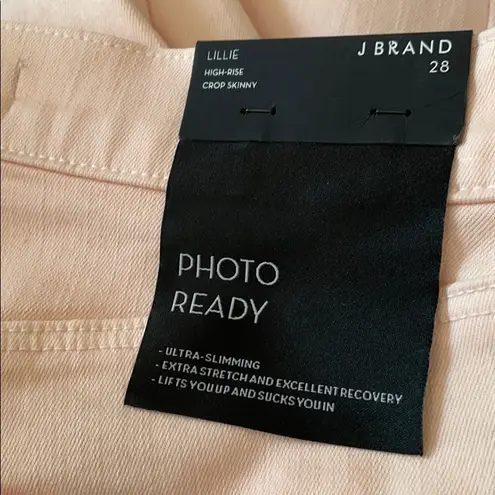 LILLIE
HIGH-RISE
CROP SKINNY
J BRAND
28
PHOTO
READY
- ULTRA-SLIMMING
- EXTRA STRETCH AND EXCELLENT RECOVERY
- LIFTS YOU UP AND SUCKS YOU IN